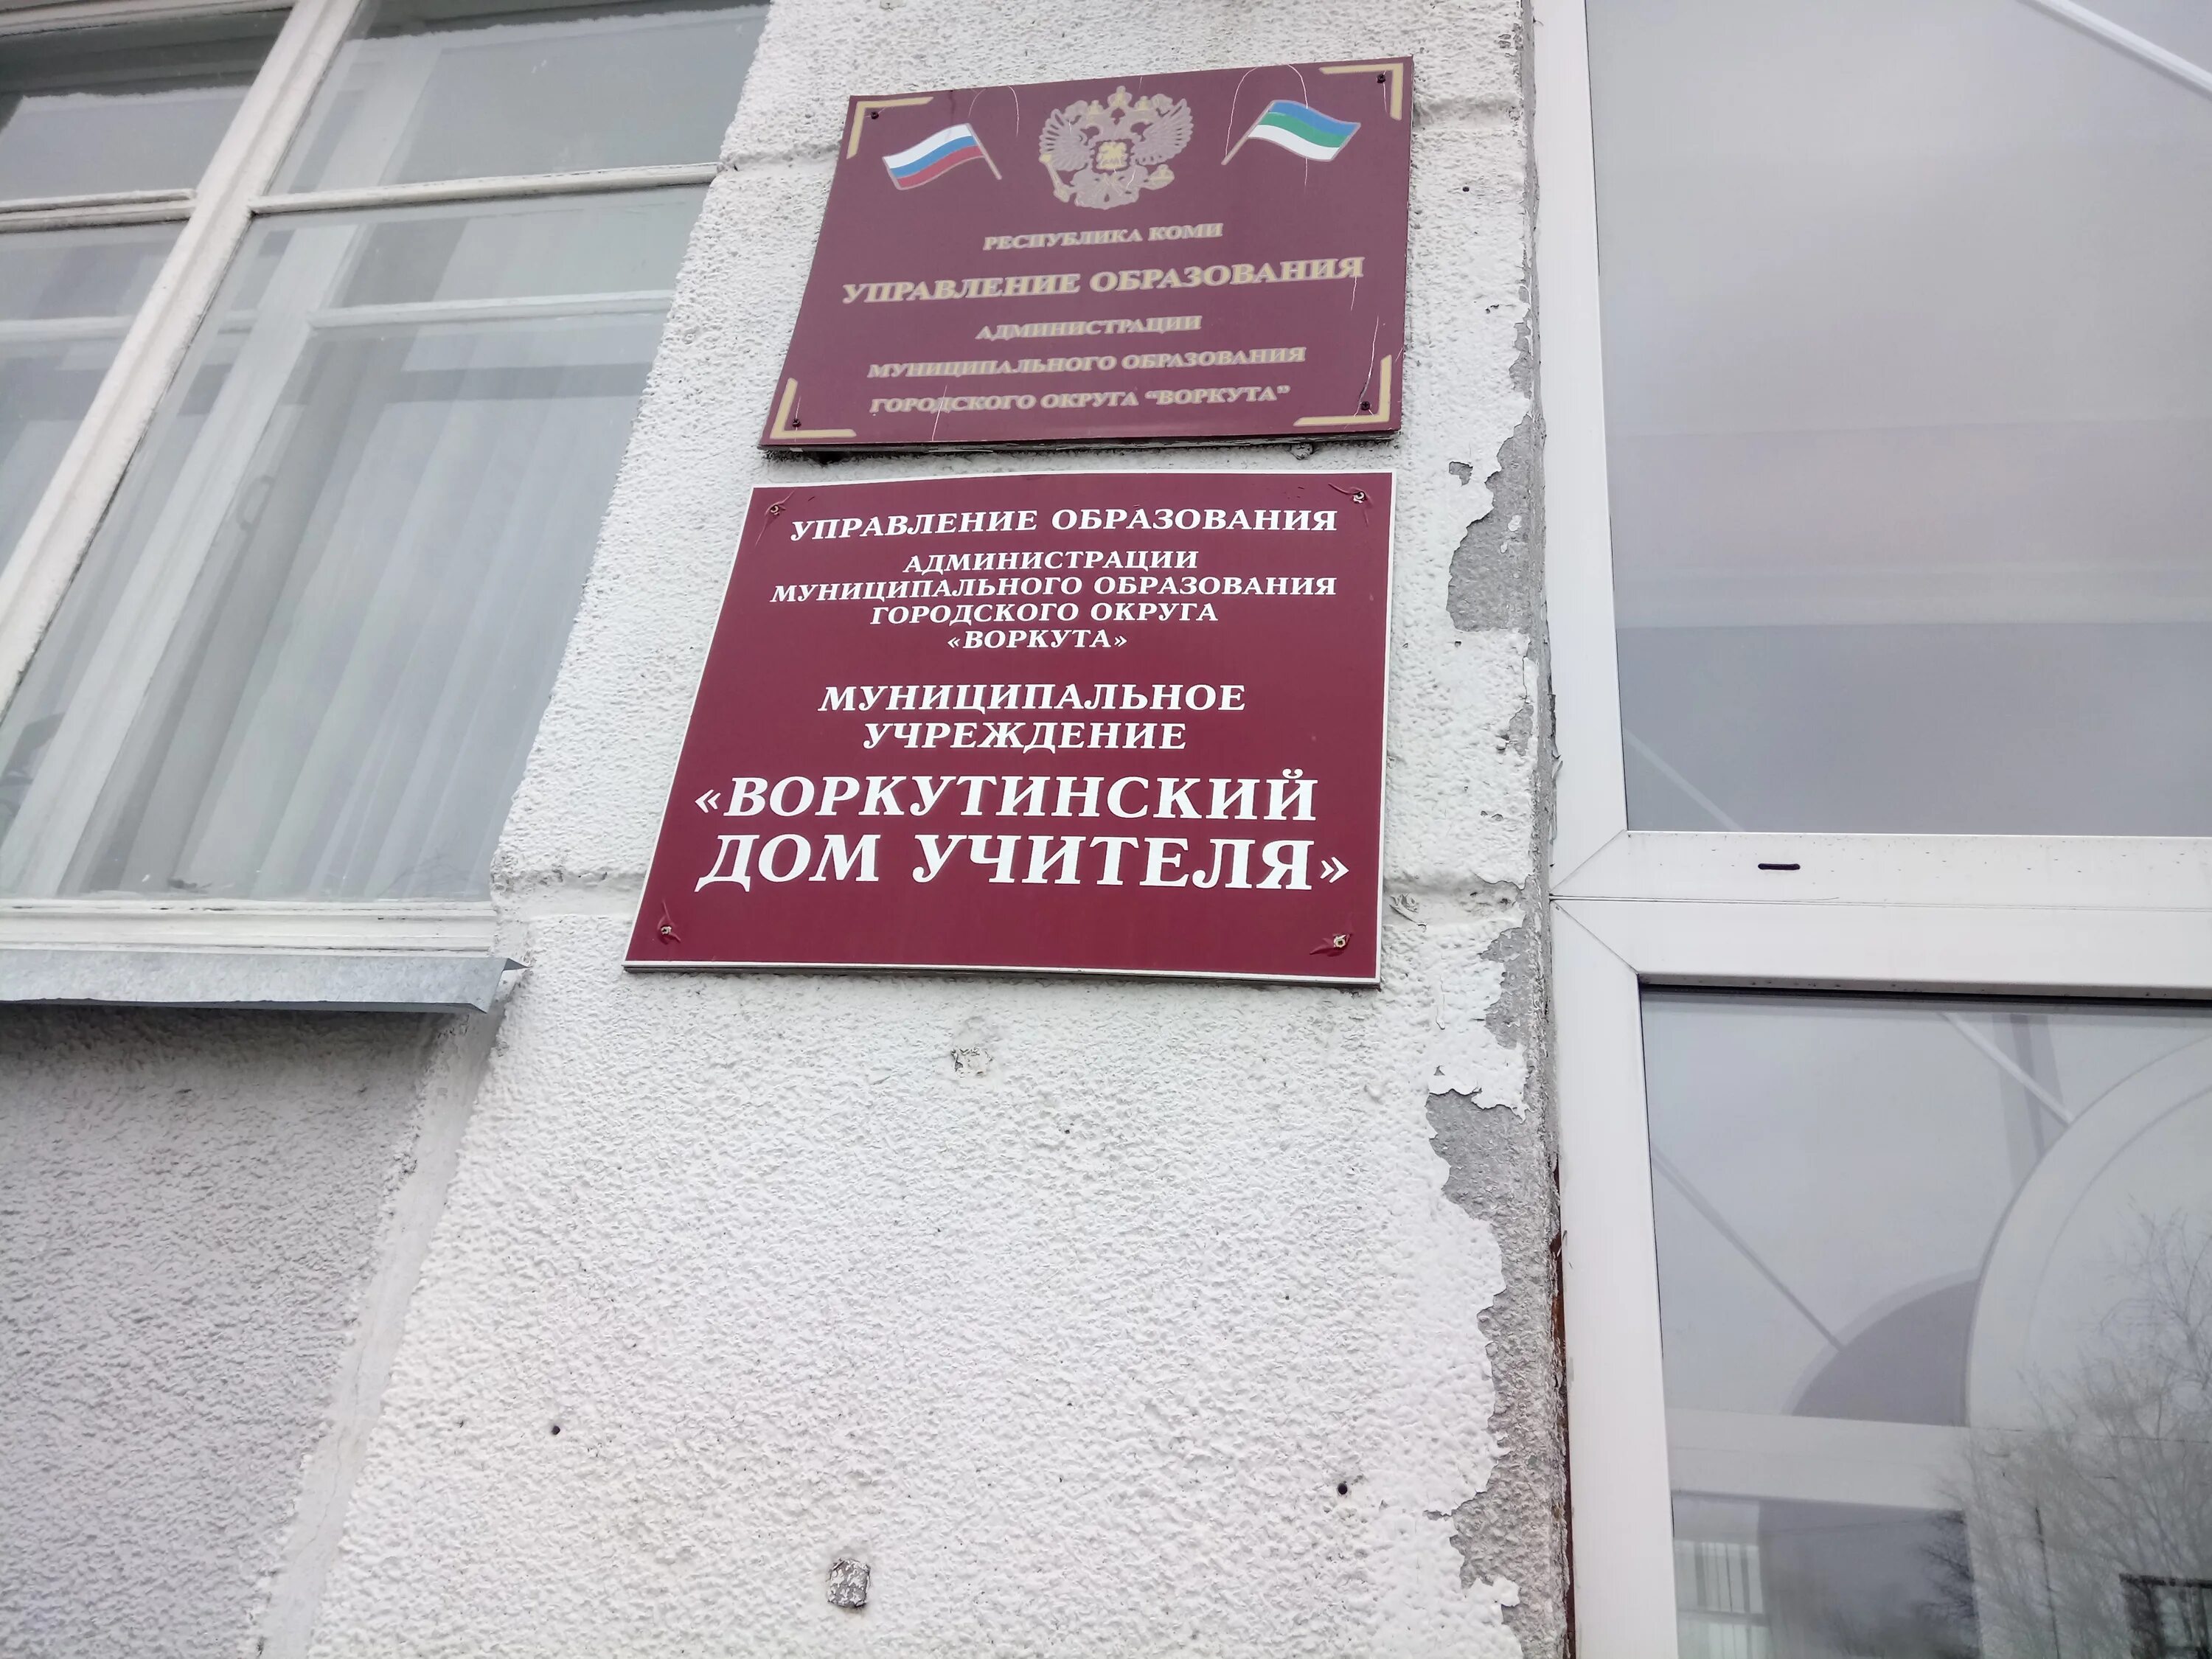 РЕСПУБЛИКА КОМИ
УПРАВЛЕНИЕ ОБРАЗОВАНИЯ
АДМИНИСТРАЦИИ
МУНИЦИПАЛЬНОГО ОБРАЗОВАНИЯ
ГОРОДСКОГО ОКРУГА “ВОРКУТА”
УПРАВЛЕНИЕ ОБРАЗОВАНИЯ
АДМИНИСТРАЦИИ
МУНИЦИПАЛЬНОГО ОБРАЗОВАНИЯ
ГОРОДСКОГО ОКРУГА
«ВОРКУТА»
МУНИЦИПАЛЬНОЕ
УЧРЕЖДЕНИЕ
«ВОРКУТИНСКИЙ
ДОМ УЧИТЕЛЯ»